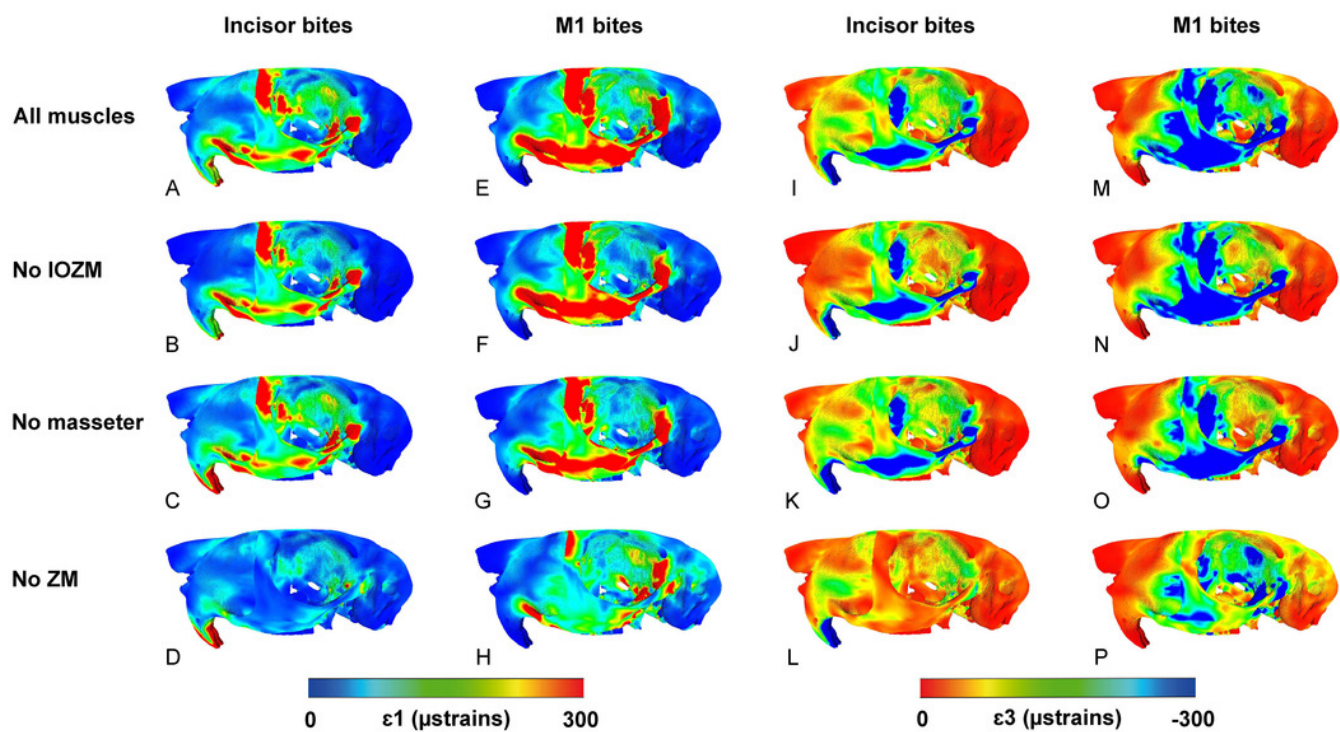 Incisor bites M1 bites Incisor bites M1 bites
All muscles
A E I M
No IOZM
B F J N
No masseter
C G K O
No ZM
D H L P
0 ε1 (µstrains) 300 0 ε3 (µstrains) -300